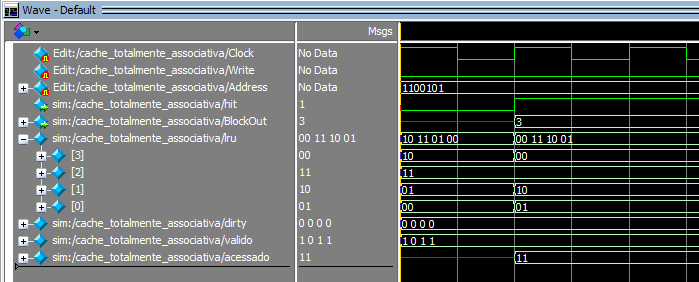 Wave - Default
Msgs
Edit:/cache_totalmente_associativa/Clock No Data
Edit:/cache_totalmente_associativa/Write No Data
Edit:/cache_totalmente_associativa/Address No Data 1100101
sim:/cache_totalmente_associativa/hit 1
sim:/cache_totalmente_associativa/BlockOut 3 3
sim:/cache_totalmente_associativa/lru 00 11 10 01 10 11 01 00 00 11 10 01
[3] 00 10 00
[2] 11 11
[1] 10 01 10
[0] 01 00 01
sim:/cache_totalmente_associativa/dirty 0 0 0 0 0 0 0 0
sim:/cache_totalmente_associativa/valido 1 0 1 1 1 0 1 1
sim:/cache_totalmente_associativa/acessado 11 11